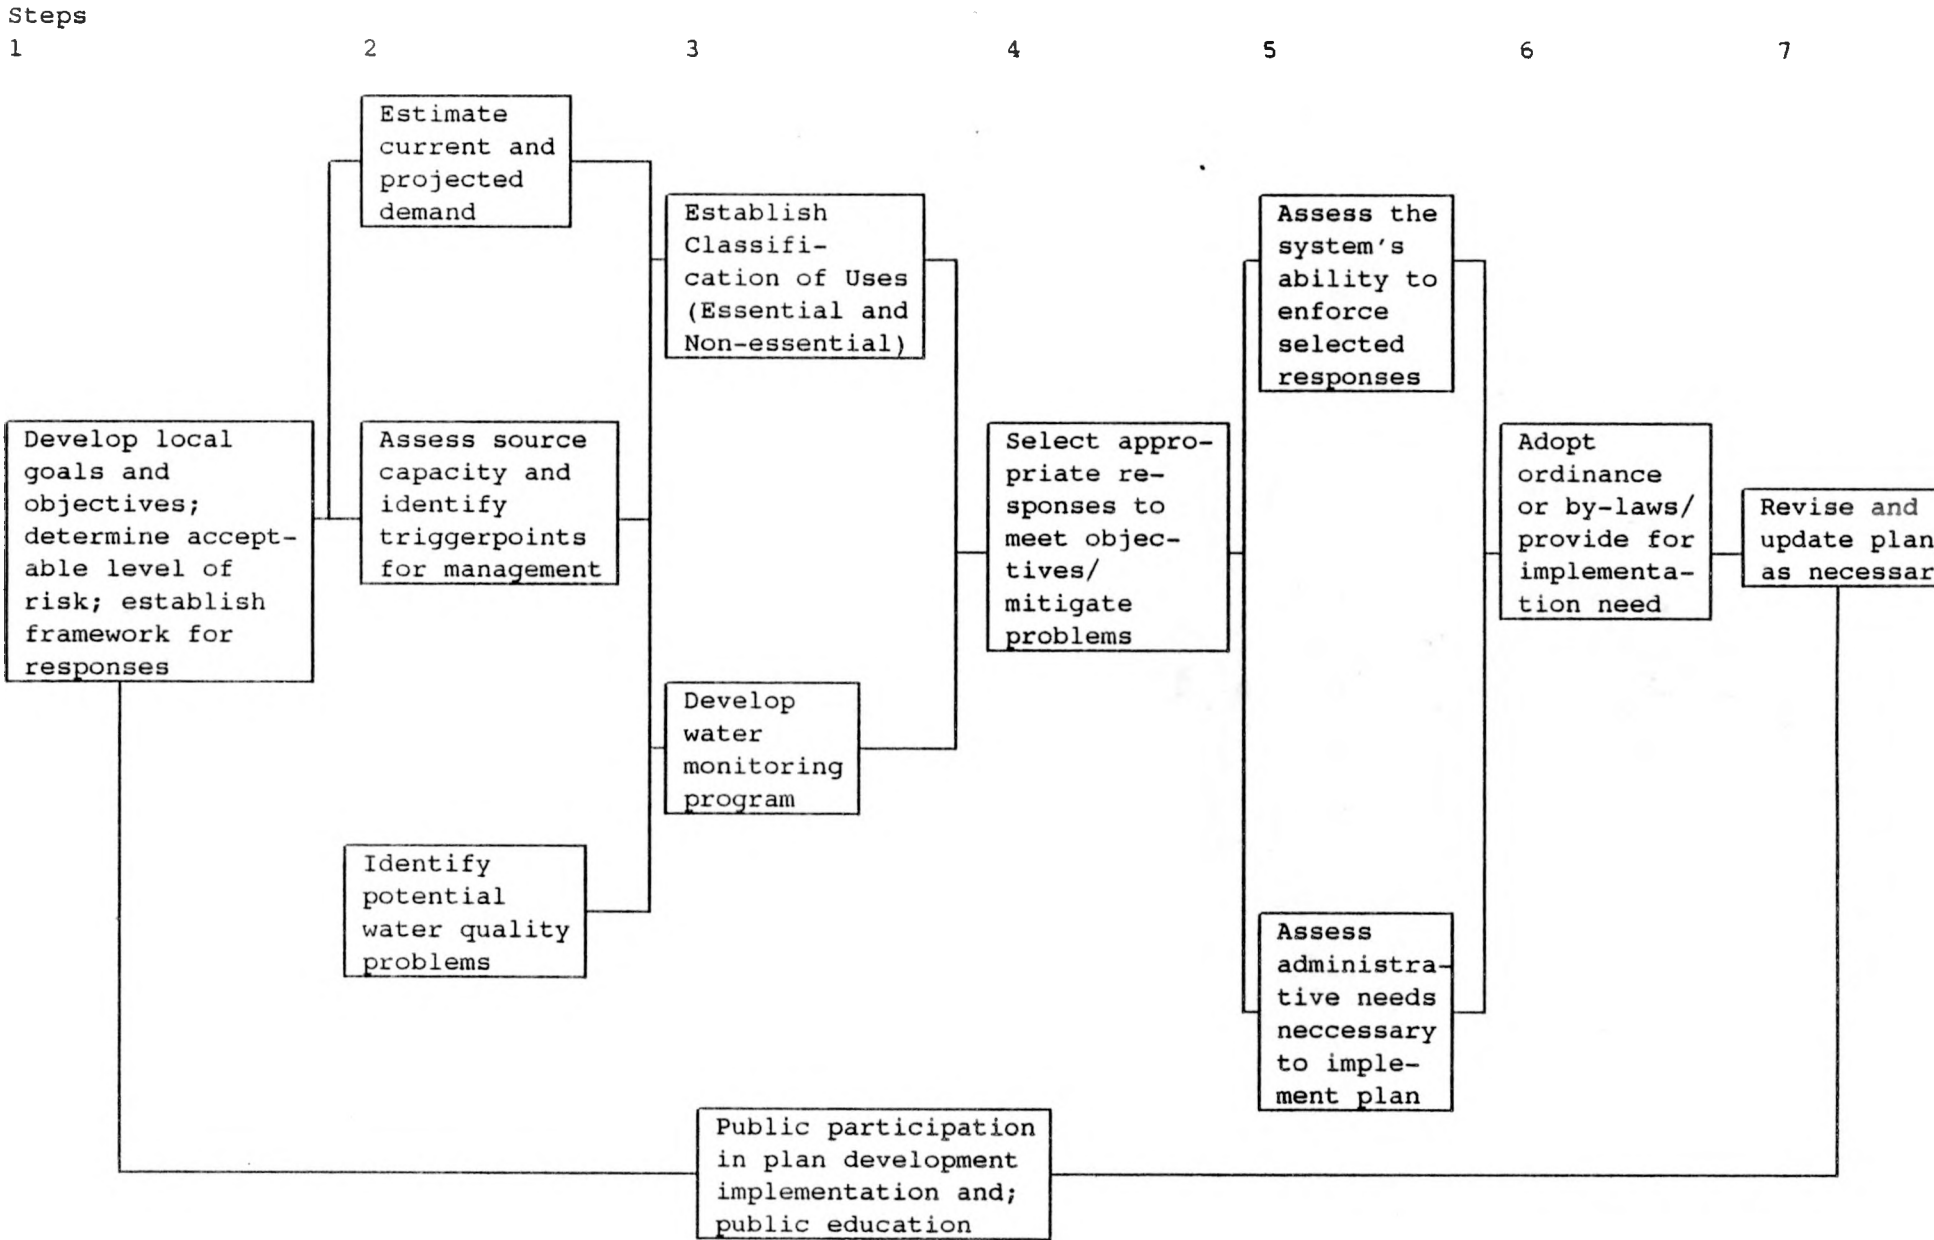 Steps
1 2 3 4 5 6 7
Estimate
current and
projected
demand
Establish
Classifi-
cation of Uses
(Essential and
Non-essential)
Assess the
system's
ability to
enforce
selected
responses
Develop local
goals and
objectives;
determine accept-
able level of
risk; establish
framework for
responses
Assess source
capacity and
identify
triggerpoints
for management
Select appro-
priate re-
sponses to
meet objec-
tives/
mitigate
problems
Adopt
ordinance
or by-laws/
provide for
implementa-
tion need
Revise and
update plan
as necessar
Develop
water
monitoring
program
Identify
potential
water quality
problems
Assess
administra-
tive needs
neccessary
to imple-
ment plan
Public participation
in plan development
implementation and;
public education